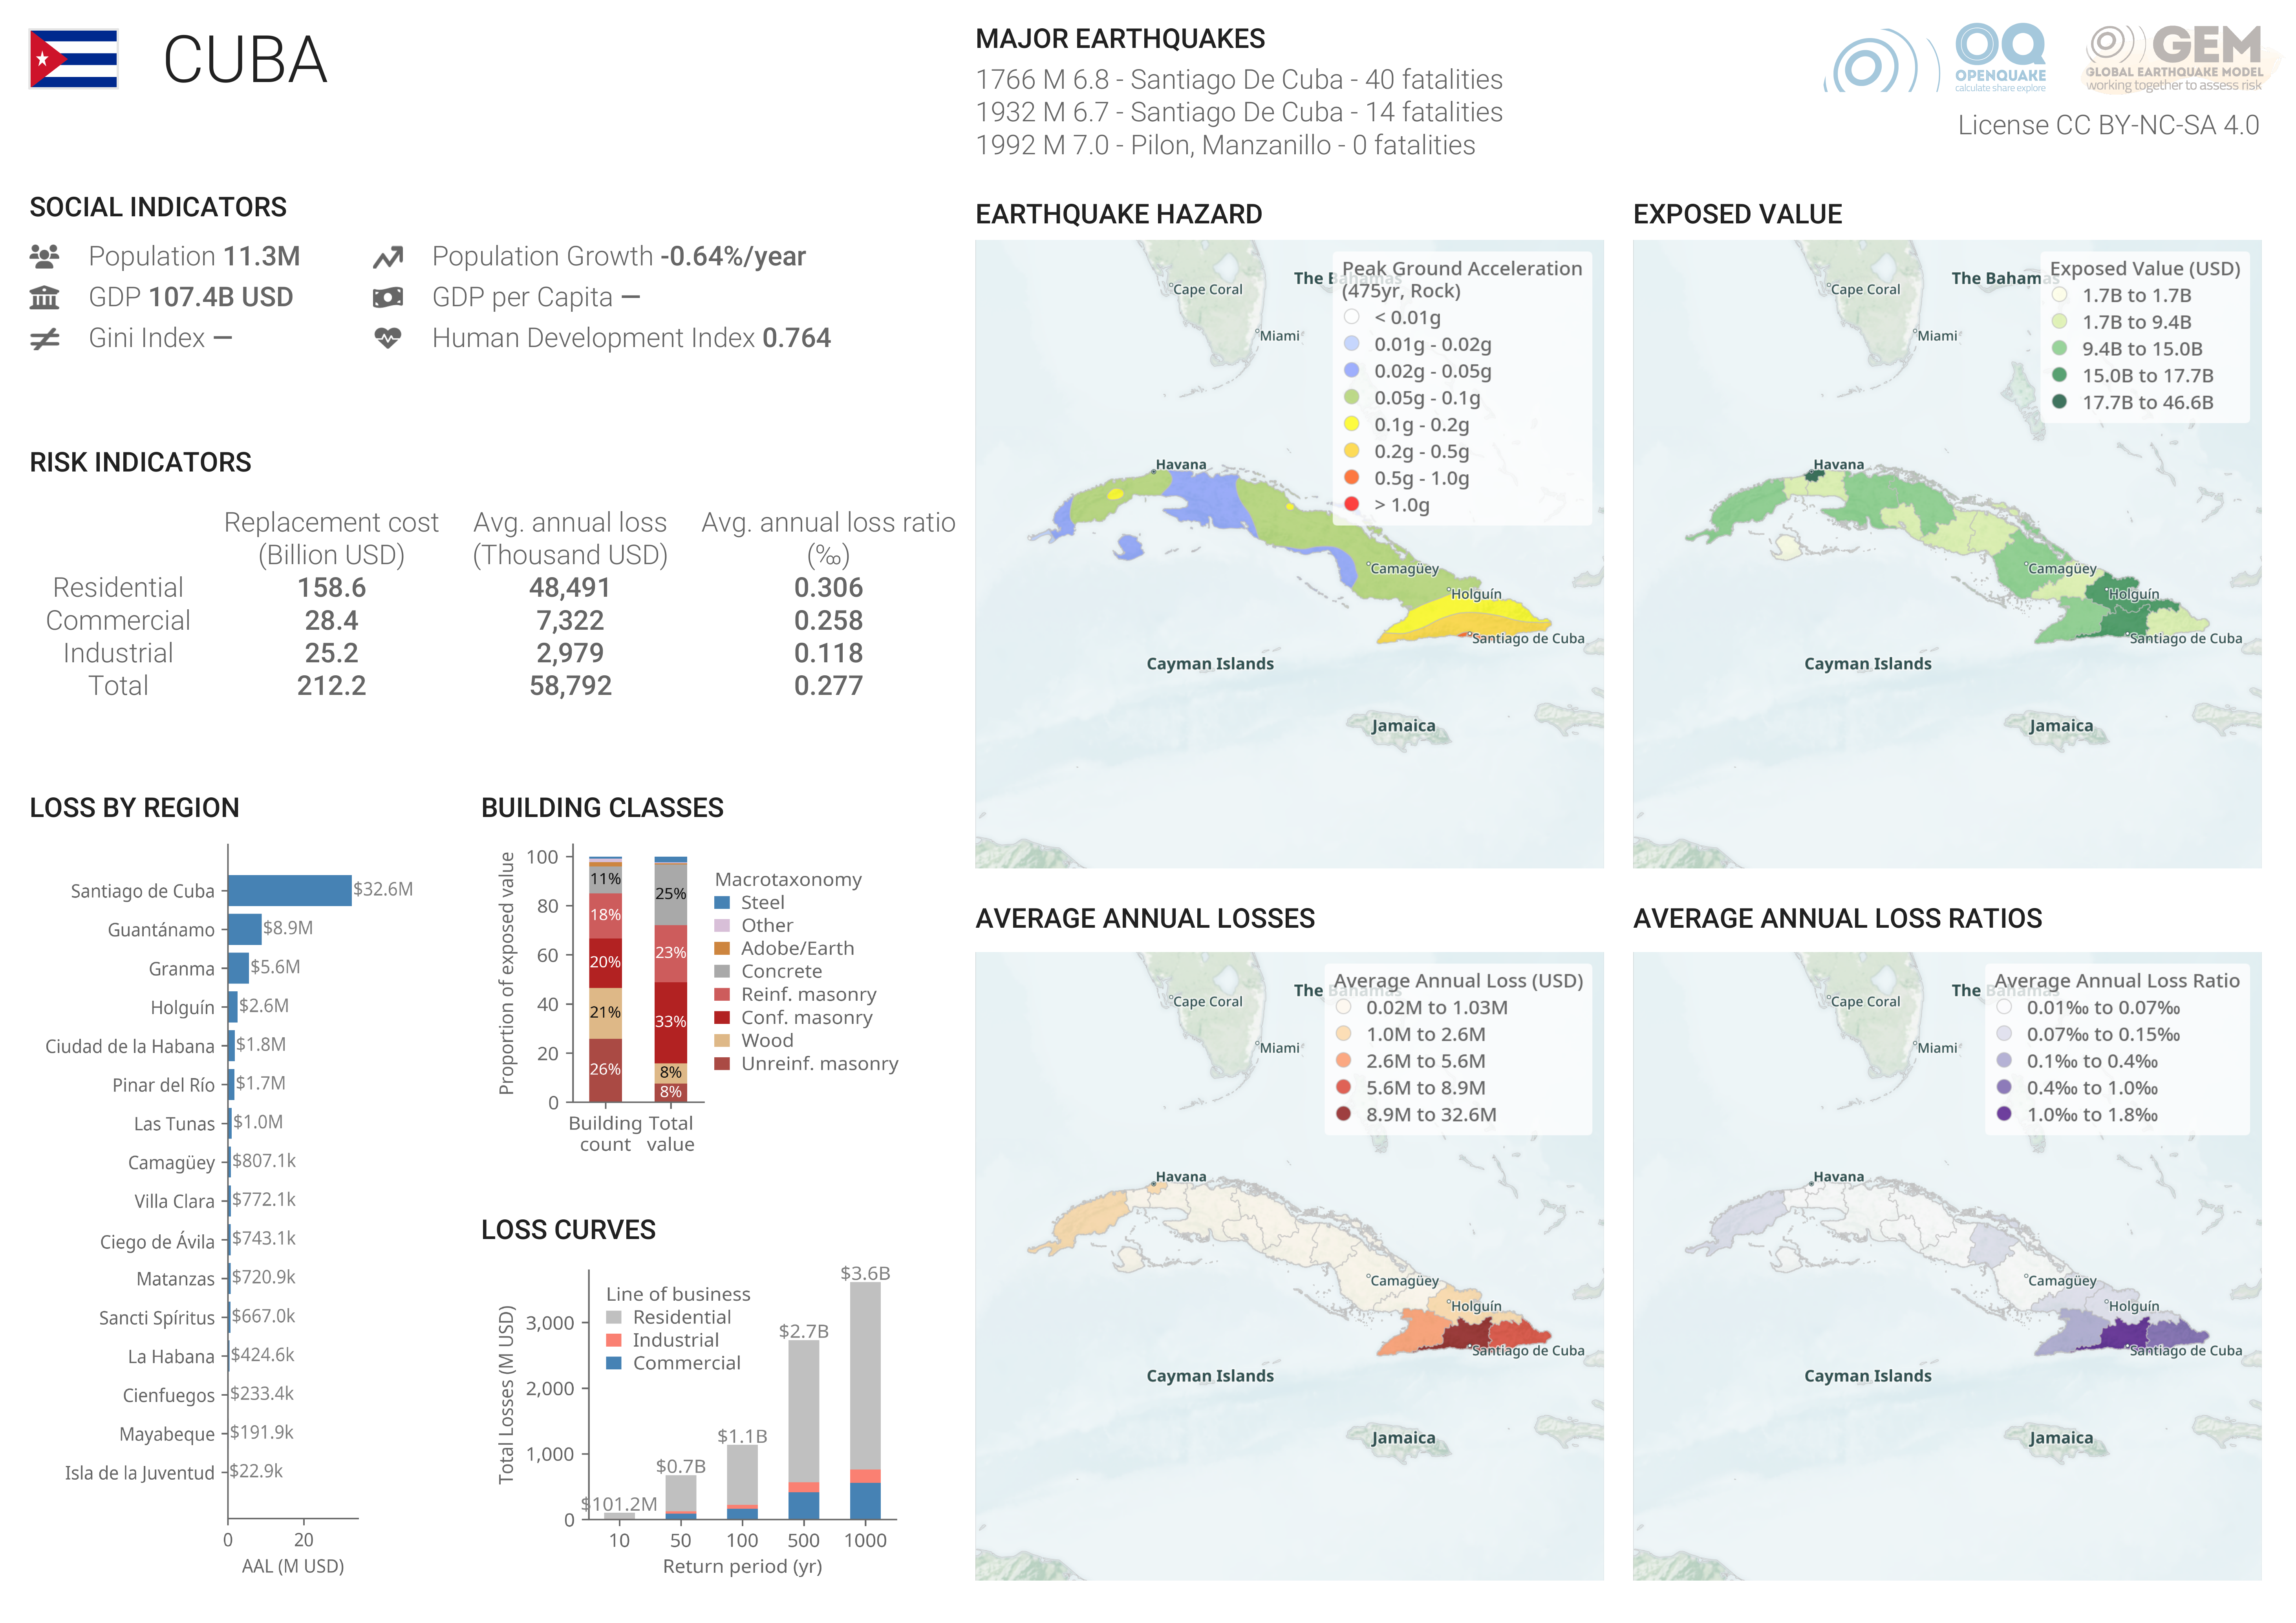 CUBA
MAJOR EARTHQUAKES
1766 M 6.8 - Santiago De Cuba - 40 fatalities
1932 M 6.7 - Santiago De Cuba - 14 fatalities
1992 M 7.0 - Pilon, Manzanillo - 0 fatalities
OQ
OPENQUAKE
calculate share explore
GEM
GLOBAL EARTHQUAKE MODEL
working together to assess risk
License CC BY-NC-SA 4.0
SOCIAL INDICATORS
Population 11.3M
Population Growth -0.64%/year
GDP 107.4B USD
GDP per Capita —
Gini Index —
Human Development Index 0.764
RISK INDICATORS
Replacement cost (Billion USD) Avg. annual loss (Thousand USD) Avg. annual loss ratio (‰)
Residential 158.6 48,491 0.306
Commercial 28.4 7,322 0.258
Industrial 25.2 2,979 0.118
Total 212.2 58,792 0.277
LOSS BY REGION
Santiago de Cuba $32.6M
Guantánamo $8.9M
Granma $5.6M
Holguín $2.6M
Ciudad de la Habana $1.8M
Pinar del Río $1.7M
Las Tunas $1.0M
Camagüey $807.1k
Villa Clara $772.1k
Ciego de Ávila $743.1k
Matanzas $720.9k
Sancti Spíritus $667.0k
La Habana $424.6k
Cienfuegos $233.4k
Mayabeque $191.9k
Isla de la Juventud $22.9k
0 20
AAL (M USD)
BUILDING CLASSES
Proportion of exposed value
100
80
60
40
20
0
11%
18%
20%
21%
26%
25%
23%
33%
8%
8%
Building count
Total value
Macrotaxonomy
Steel
Other
Adobe/Earth
Concrete
Reinf. masonry
Conf. masonry
Wood
Unreinf. masonry
LOSS CURVES
Total Losses (M USD)
3,000
2,000
1,000
0
Line of business
Residential
Industrial
Commercial
$101.2M
$0.7B
$1.1B
$2.7B
$3.6B
10 50 100 500 1000
Return period (yr)
EARTHQUAKE HAZARD
Peak Ground Acceleration
(475yr, Rock)
< 0.01g
0.01g - 0.02g
0.02g - 0.05g
0.05g - 0.1g
0.1g - 0.2g
0.2g - 0.5g
0.5g - 1.0g
> 1.0g
The Bahamas
Cape Coral
Miami
Havana
Camagüey
Holguín
Santiago de Cuba
Cayman Islands
Jamaica
EXPOSED VALUE
Exposed Value (USD)
1.7B to 1.7B
1.7B to 9.4B
9.4B to 15.0B
15.0B to 17.7B
17.7B to 46.6B
The Bahamas
Cape Coral
Miami
Havana
Camagüey
Holguín
Santiago de Cuba
Cayman Islands
Jamaica
AVERAGE ANNUAL LOSSES
Average Annual Loss (USD)
0.02M to 1.03M
1.0M to 2.6M
2.6M to 5.6M
5.6M to 8.9M
8.9M to 32.6M
The Bahamas
Cape Coral
Miami
Havana
Camagüey
Holguín
Santiago de Cuba
Cayman Islands
Jamaica
AVERAGE ANNUAL LOSS RATIOS
Average Annual Loss Ratio
0.01‰ to 0.07‰
0.07‰ to 0.15‰
0.1‰ to 0.4‰
0.4‰ to 1.0‰
1.0‰ to 1.8‰
The Bahamas
Cape Coral
Miami
Havana
Camagüey
Holguín
Santiago de Cuba
Cayman Islands
Jamaica